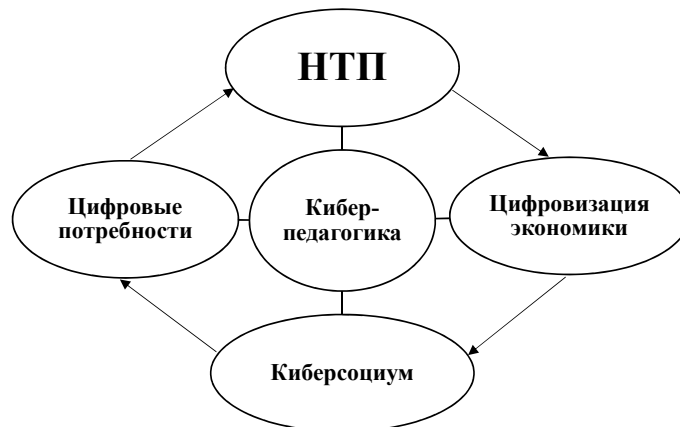 НТП
Цифровые
потребности
Кибер-
педагогика
Цифровизация
экономики
Киберсоциум